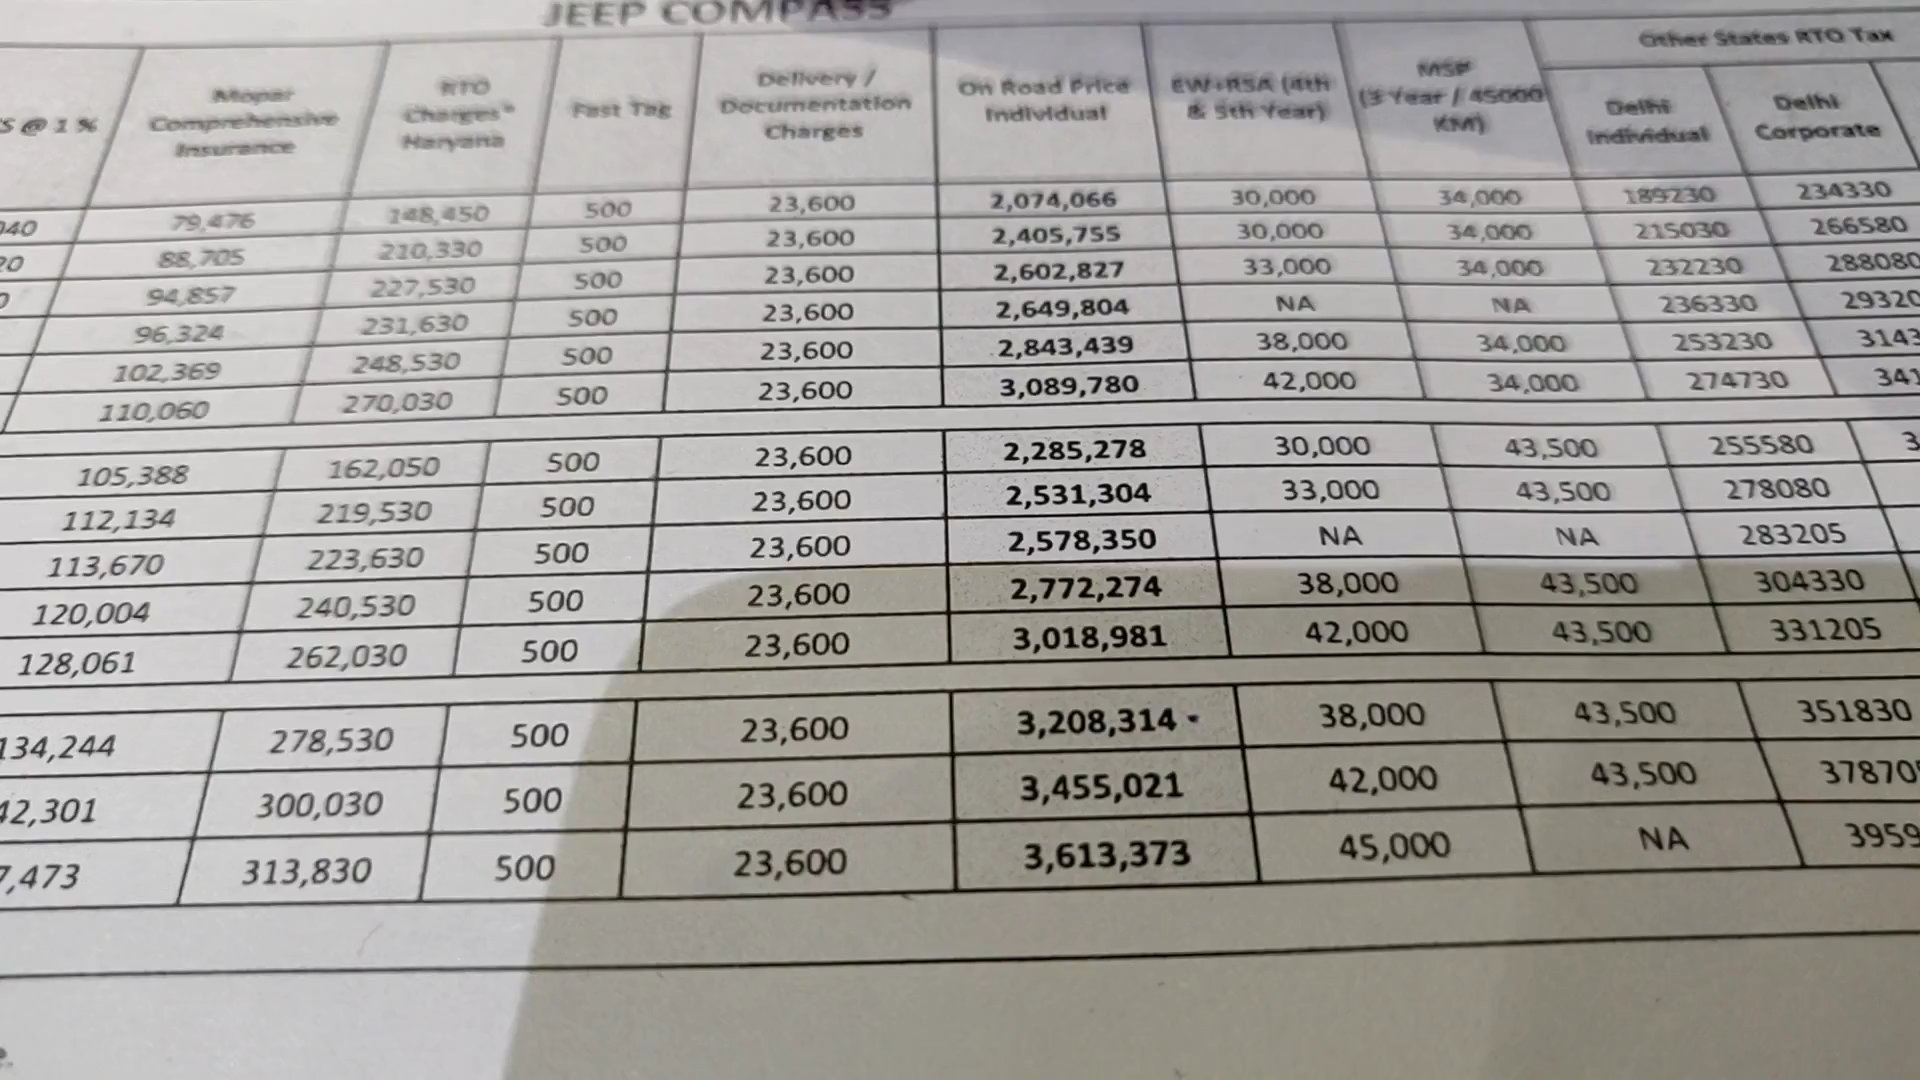 JEEP COMPASS
S @ 1 % Mopar Comprehensive Insurance RTO Charges* Haryana Fast Tag Delivery / Documentation Charges On Road Price Individual EW+RSA (4th & 5th Year) MSP (3 Year / 45000 KM) Other States RTO Tax Delhi Individual Delhi Corporate
040 79,476 148,450 500 23,600 2,074,066 30,000 34,000 189230 234330
20 88,705 210,330 500 23,600 2,405,755 30,000 34,000 215030 266580
94,857 227,530 500 23,600 2,602,827 33,000 34,000 232230 288080
96,324 231,630 500 23,600 2,649,804 NA NA 236330 29320
102,369 248,530 500 23,600 2,843,439 38,000 34,000 253230 3143
110,060 270,030 500 23,600 3,089,780 42,000 34,000 274730 341
105,388 162,050 500 23,600 2,285,278 30,000 43,500 255580 3
112,134 219,530 500 23,600 2,531,304 33,000 43,500 278080
113,670 223,630 500 23,600 2,578,350 NA NA 283205
120,004 240,530 500 23,600 2,772,274 38,000 43,500 304330
128,061 262,030 500 23,600 3,018,981 42,000 43,500 331205
134,244 278,530 500 23,600 3,208,314 38,000 43,500 351830
42,301 300,030 500 23,600 3,455,021 42,000 43,500 37870
7,473 313,830 500 23,600 3,613,373 45,000 NA 3959